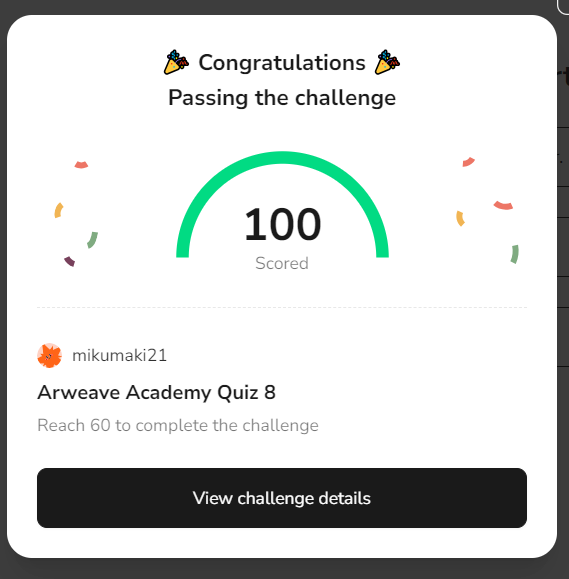 Congratulations
Passing the challenge
100
Scored
mikumaki21
Arweave Academy Quiz 8
Reach 60 to complete the challenge
View challenge details